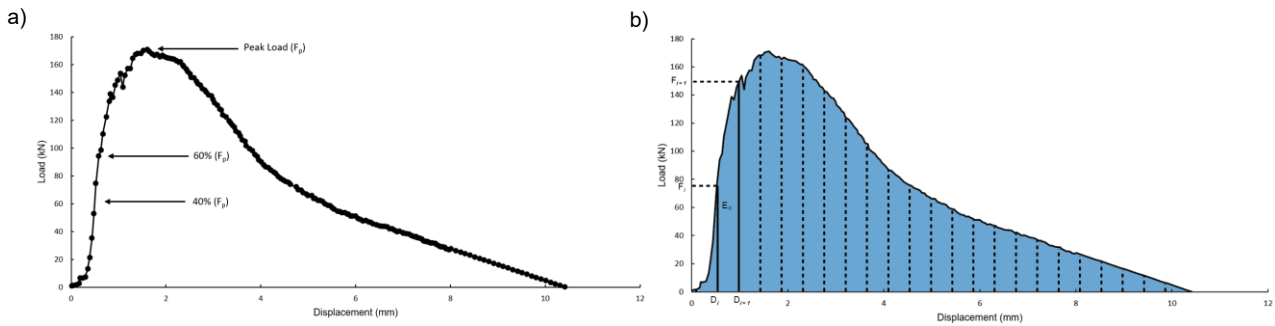 a)
180
160
140
120
100
80
60
40
20
0
Load (kN)
Peak Load (Fₚ)
60% (Fₚ)
40% (Fₚ)
0 2 4 6 8 10 12
Displacement (mm)
b)
180
160
140
120
100
80
60
40
20
0
Load (kN)
Fᵢ₊₁
Fᵢ
E꜀
0 2 4 6 8 10 12
Dᵢ Dᵢ₊₁
Displacement (mm)